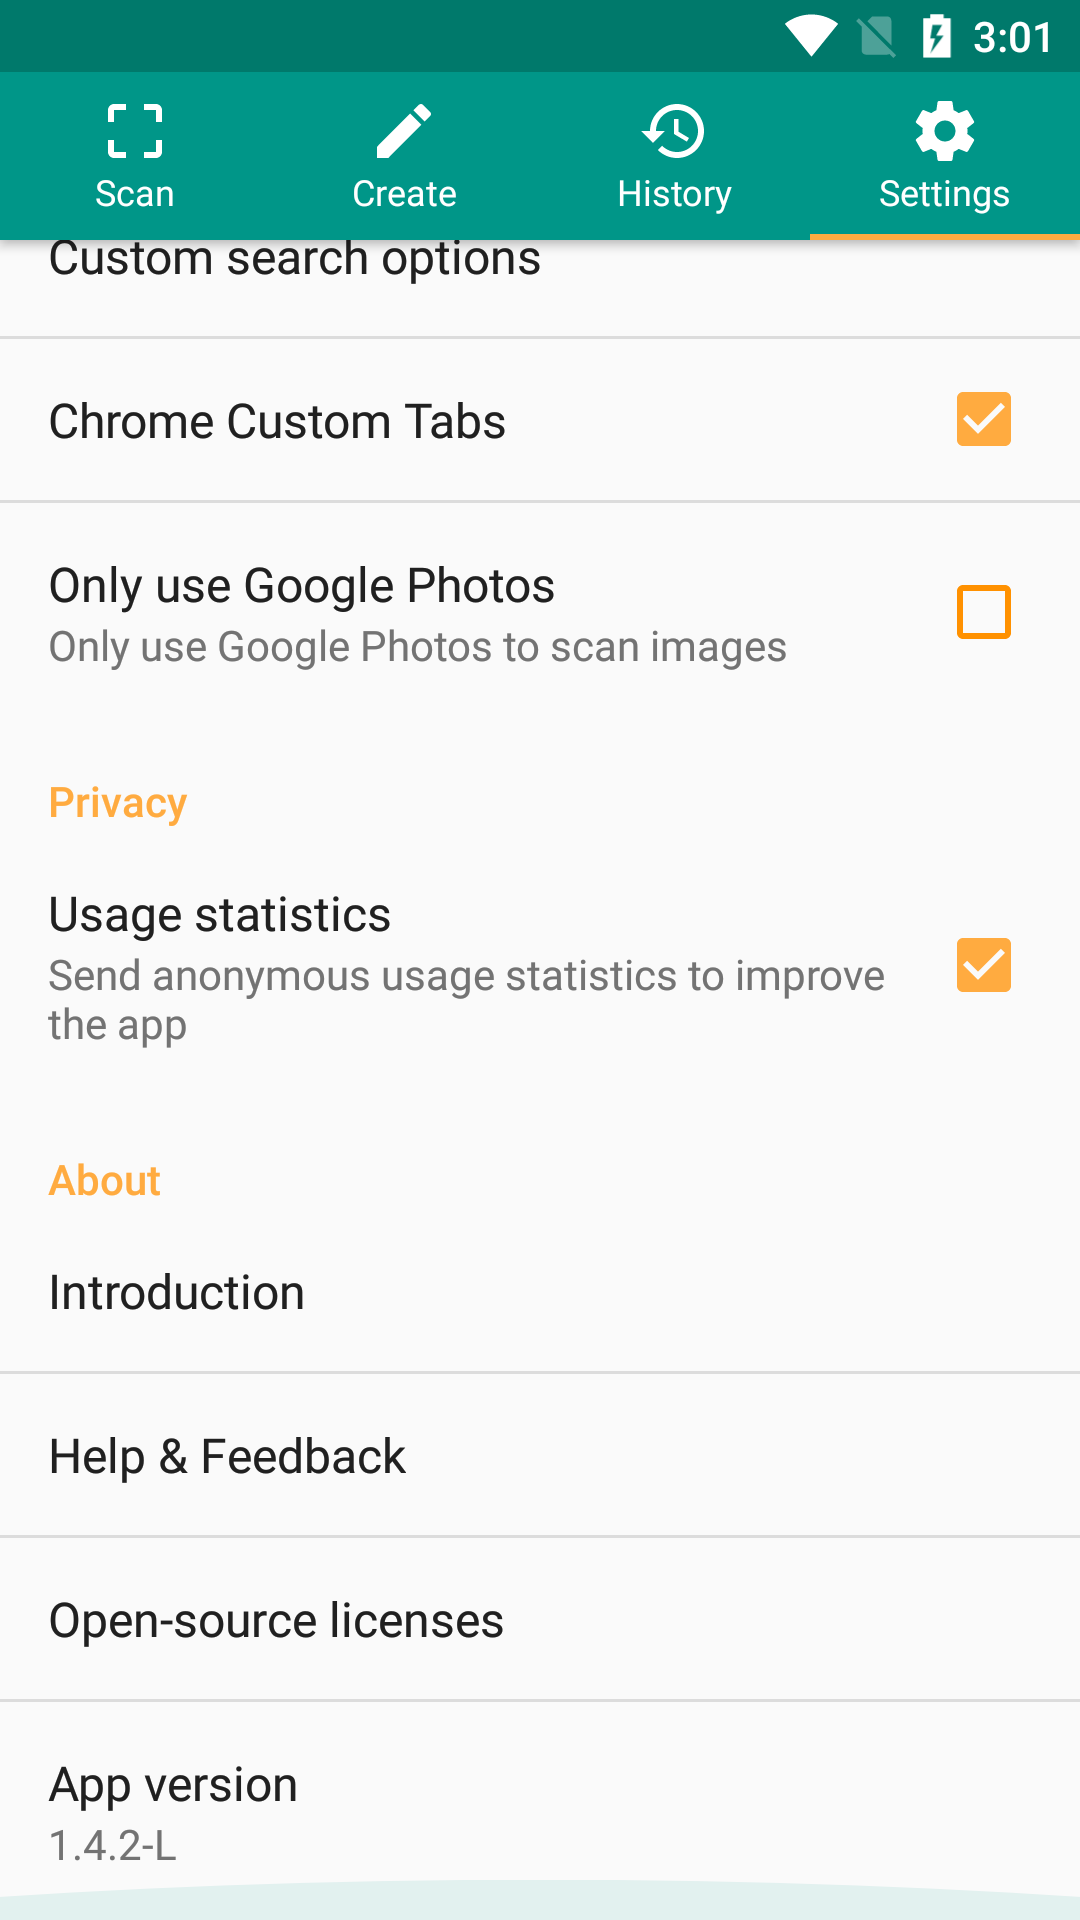 3:01
Scan Create History Settings
Custom search options
Chrome Custom Tabs
Only use Google Photos
Only use Google Photos to scan images
Privacy
Usage statistics
Send anonymous usage statistics to improve
the app
About
Introduction
Help & Feedback
Open-source licenses
App version
1.4.2-L